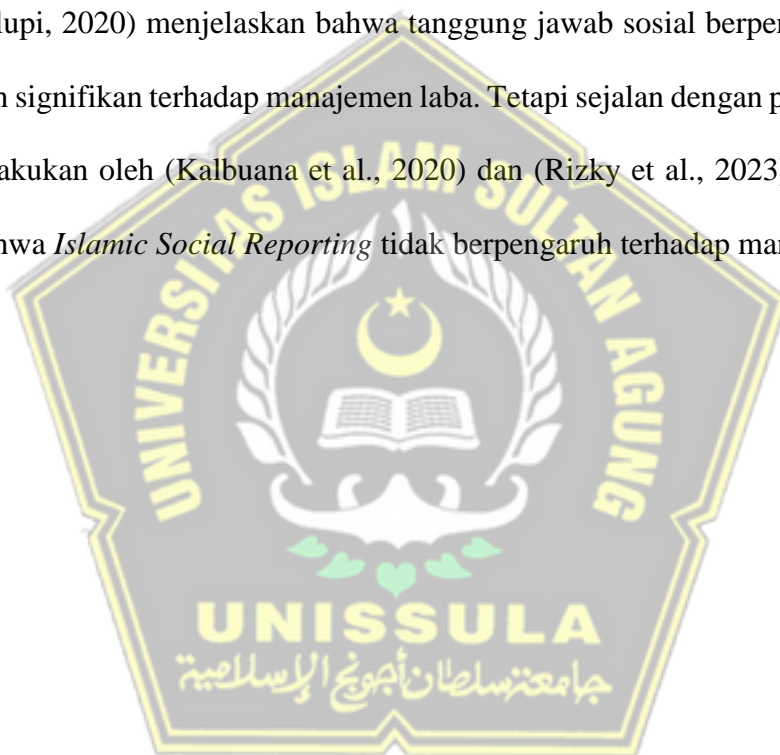 lupi, 2020) menjelaskan bahwa tanggung jawab sosial berper
n signifikan terhadap manajemen laba. Tetapi sejalan dengan p
akukan oleh (Kalbuana et al., 2020) dan (Rizky et al., 2023
hwa Islamic Social Reporting tidak berpengaruh terhadap mar
UNIVERSITAS ISLAM SULTAN AGUNG
UNISSULA
جامعة سلطان أجونج الإسلامية